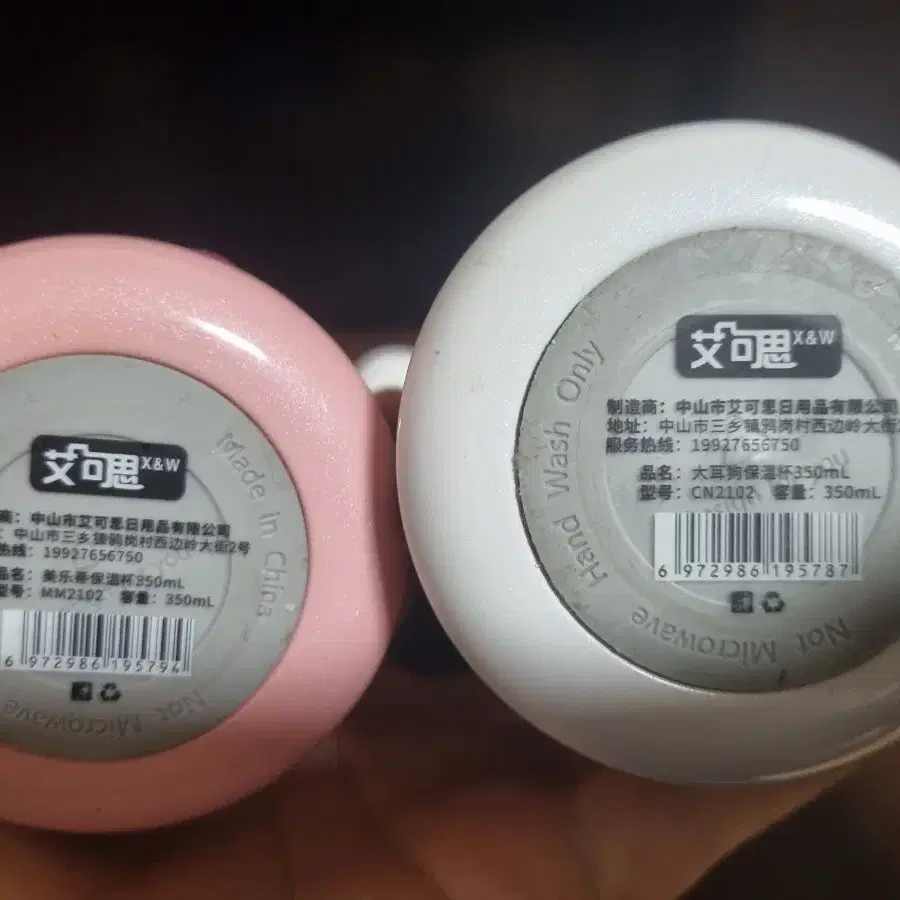 艾可思 X&W
商：中山市艾可思日用品有限公司
：中山市三乡镇鸦岗村西边岭大街2号
热线：19927656750
品名：美乐蒂保温杯350mL
型号：MM2102 容量：350mL
6 972986 195794
Made in China
Not Microwave
艾可思 X&W
制造商：中山市艾可思日用品有限公司
地址：中山市三乡镇鸦岗村西边岭大街2
服务热线：19927656750
品名：大耳狗保温杯350mL
型号：CN2102 容量：350mL
6 972986 195787
Hand Wash Only
Not Microwave